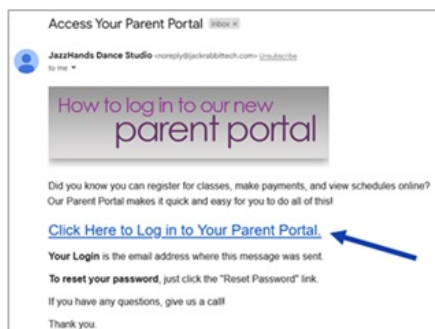 Access Your Parent Portal Inbox ×
JazzHands Dance Studio <noreply@jackrabbittech.com> Unsubscribe
to me
How to log in to our new
parent portal
Did you know you can register for classes, make payments, and view schedules online?
Our Parent Portal makes it quick and easy for you to do all of this!
Click Here to Log in to Your Parent Portal.
Your Login is the email address where this message was sent.
To reset your password, just click the "Reset Password" link.
If you have any questions, give us a call!
Thank you.